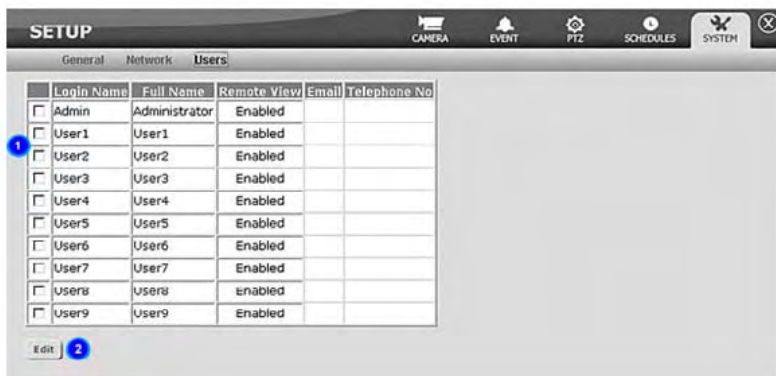 SETUP
CAMERA EVENT PTZ SCHEDULES SYSTEM
General Network Users
Login Name Full Name Remote View Email Telephone No
Admin Administrator Enabled
User1 User1 Enabled
1
User2 User2 Enabled
User3 User3 Enabled
User4 User4 Enabled
User5 User5 Enabled
User6 User6 Enabled
User7 User7 Enabled
User8 User8 Enabled
User9 User9 Enabled
Edit 2